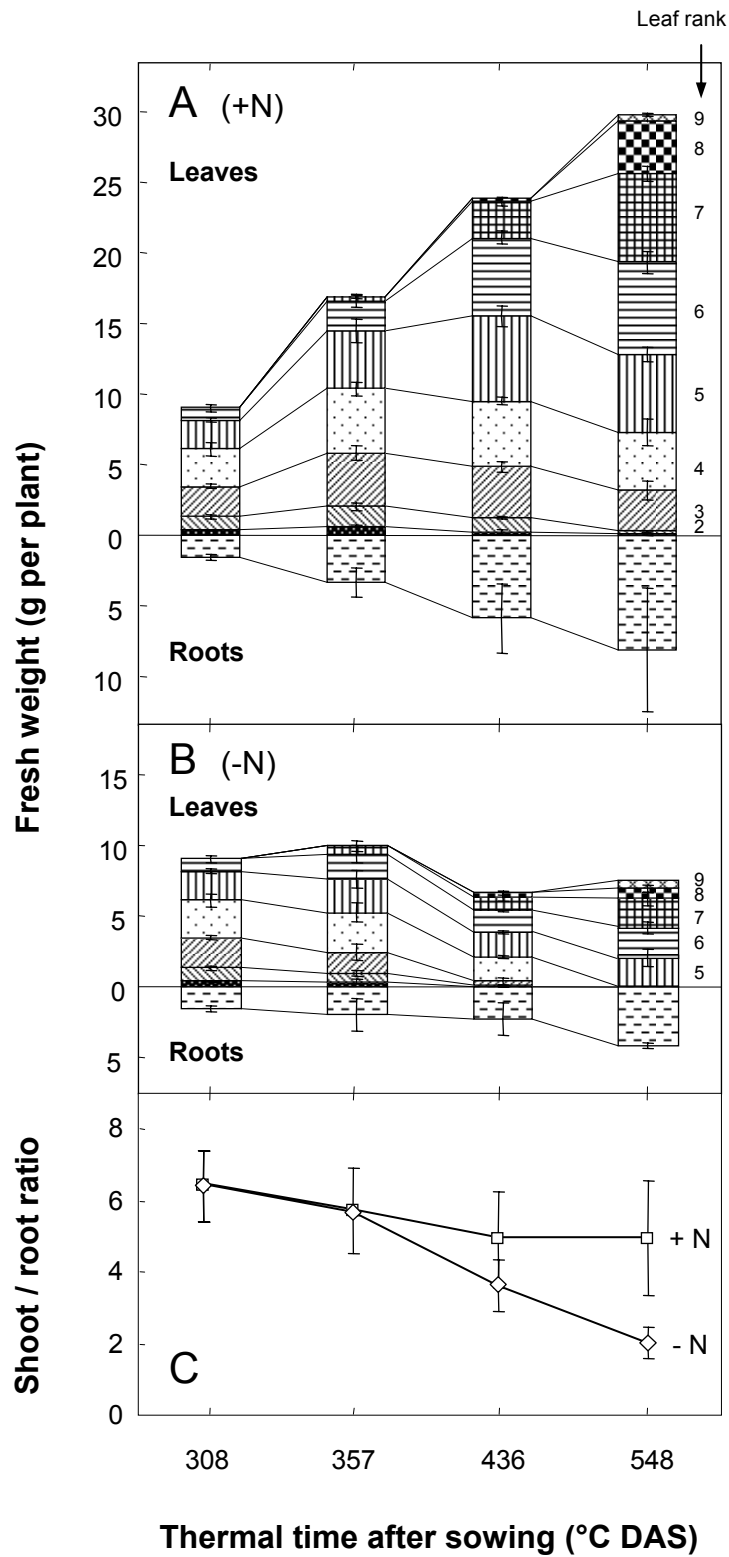 Leaf rank
A (+N)
Leaves
30
25
20
15
10
5
0
5
10
9
8
7
6
5
4
3
2
Roots
Fresh weight (g per plant)
B (-N)
Leaves
15
10
5
0
5
9
8
7
6
5
Roots
8
6
4
2
0
+ N
- N
C
Shoot / root ratio
308 357 436 548
Thermal time after sowing (°C DAS)